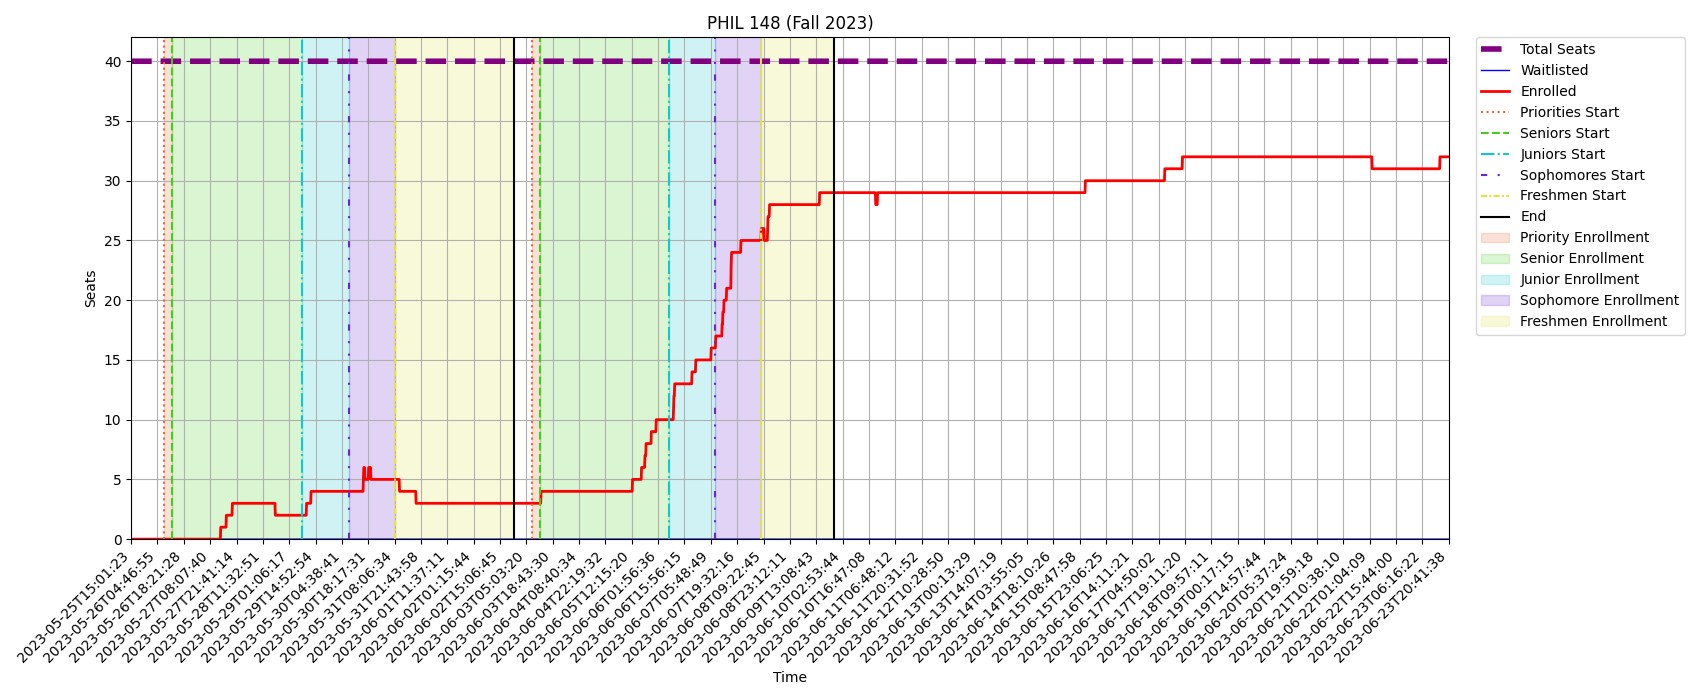 PHIL 148 (Fall 2023)
Seats
40
35
30
25
20
15
10
5
0
2023-05-25T15:01:23
2023-05-26T04:46:55
2023-05-26T18:21:28
2023-05-27T08:07:40
2023-05-27T21:41:14
2023-05-28T11:32:51
2023-05-29T01:06:17
2023-05-29T14:52:54
2023-05-30T04:38:41
2023-05-30T18:17:31
2023-05-31T08:06:34
2023-05-31T21:43:58
2023-06-01T11:37:11
2023-06-02T01:15:44
2023-06-02T15:06:45
2023-06-03T05:03:20
2023-06-03T18:43:30
2023-06-04T08:40:34
2023-06-04T22:19:32
2023-06-05T12:15:20
2023-06-06T01:56:36
2023-06-06T15:56:15
2023-06-07T05:48:49
2023-06-07T19:32:16
2023-06-08T09:22:45
2023-06-08T23:12:11
2023-06-09T13:08:43
2023-06-10T02:53:44
2023-06-10T16:47:08
2023-06-11T06:48:12
2023-06-11T20:31:52
2023-06-12T10:28:50
2023-06-13T00:13:29
2023-06-13T14:07:19
2023-06-14T03:55:05
2023-06-14T18:10:26
2023-06-15T08:47:58
2023-06-15T23:06:25
2023-06-16T14:11:21
2023-06-17T04:50:02
2023-06-17T19:11:20
2023-06-18T09:57:11
2023-06-19T00:17:15
2023-06-19T14:57:44
2023-06-20T05:37:24
2023-06-20T19:59:18
2023-06-21T10:38:10
2023-06-22T01:04:09
2023-06-22T15:44:00
2023-06-23T06:16:22
2023-06-23T20:41:38
Time
Total Seats
Waitlisted
Enrolled
Priorities Start
Seniors Start
Juniors Start
Sophomores Start
Freshmen Start
End
Priority Enrollment
Senior Enrollment
Junior Enrollment
Sophomore Enrollment
Freshmen Enrollment